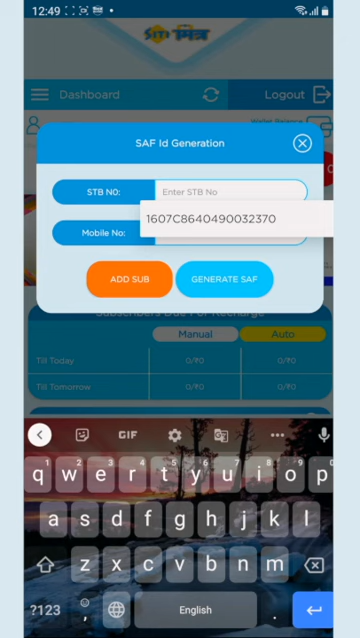 12:49
SITI मित्र
Dashboard
Logout
SAF Id Generation
STB N0:
Enter STB No
1607C8640490032370
Mobile No:
ADD SUB
GENERATE SAF
Subscribers Due For Recharge
Manual
Auto
Till Today
0/₹0
0/₹0
Till Tomorrow
0/₹0
0/₹0
GIF
q w e r t y u i o p
a s d f g h j k l
z x c v b n m
?123
,
English
.